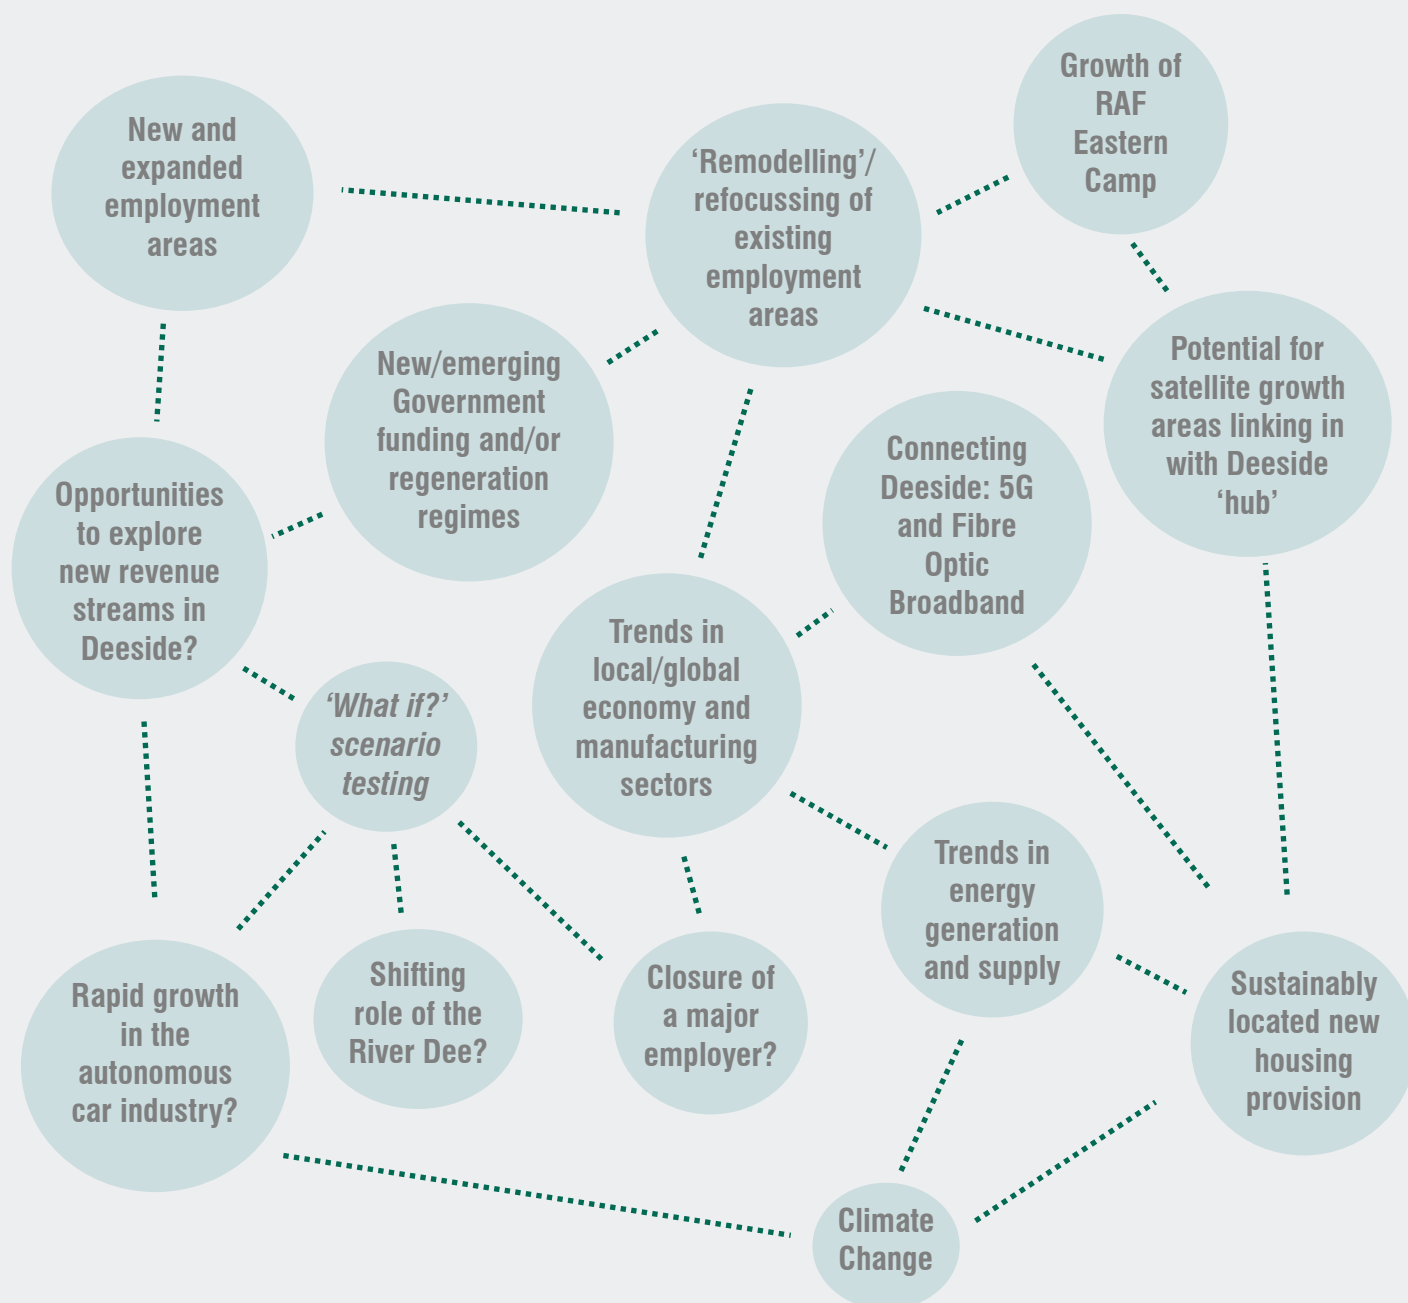 Growth of
RAF
Eastern
Camp
New and
expanded
employment
areas
‘Remodelling’/
refocussing of
existing
employment
areas
New/emerging
Government
funding and/or
regeneration
regimes
Potential for
satellite growth
areas linking in
with Deeside
‘hub’
Connecting
Deeside: 5G
and Fibre
Optic
Broadband
Opportunities
to explore
new revenue
streams in
Deeside?
Trends in
local/global
economy and
manufacturing
sectors
‘What if?’
scenario
testing
Trends in
energy
generation
and supply
Rapid growth
in the
autonomous
car industry?
Shifting
role of the
River Dee?
Closure of
a major
employer?
Sustainably
located new
housing
provision
Climate
Change